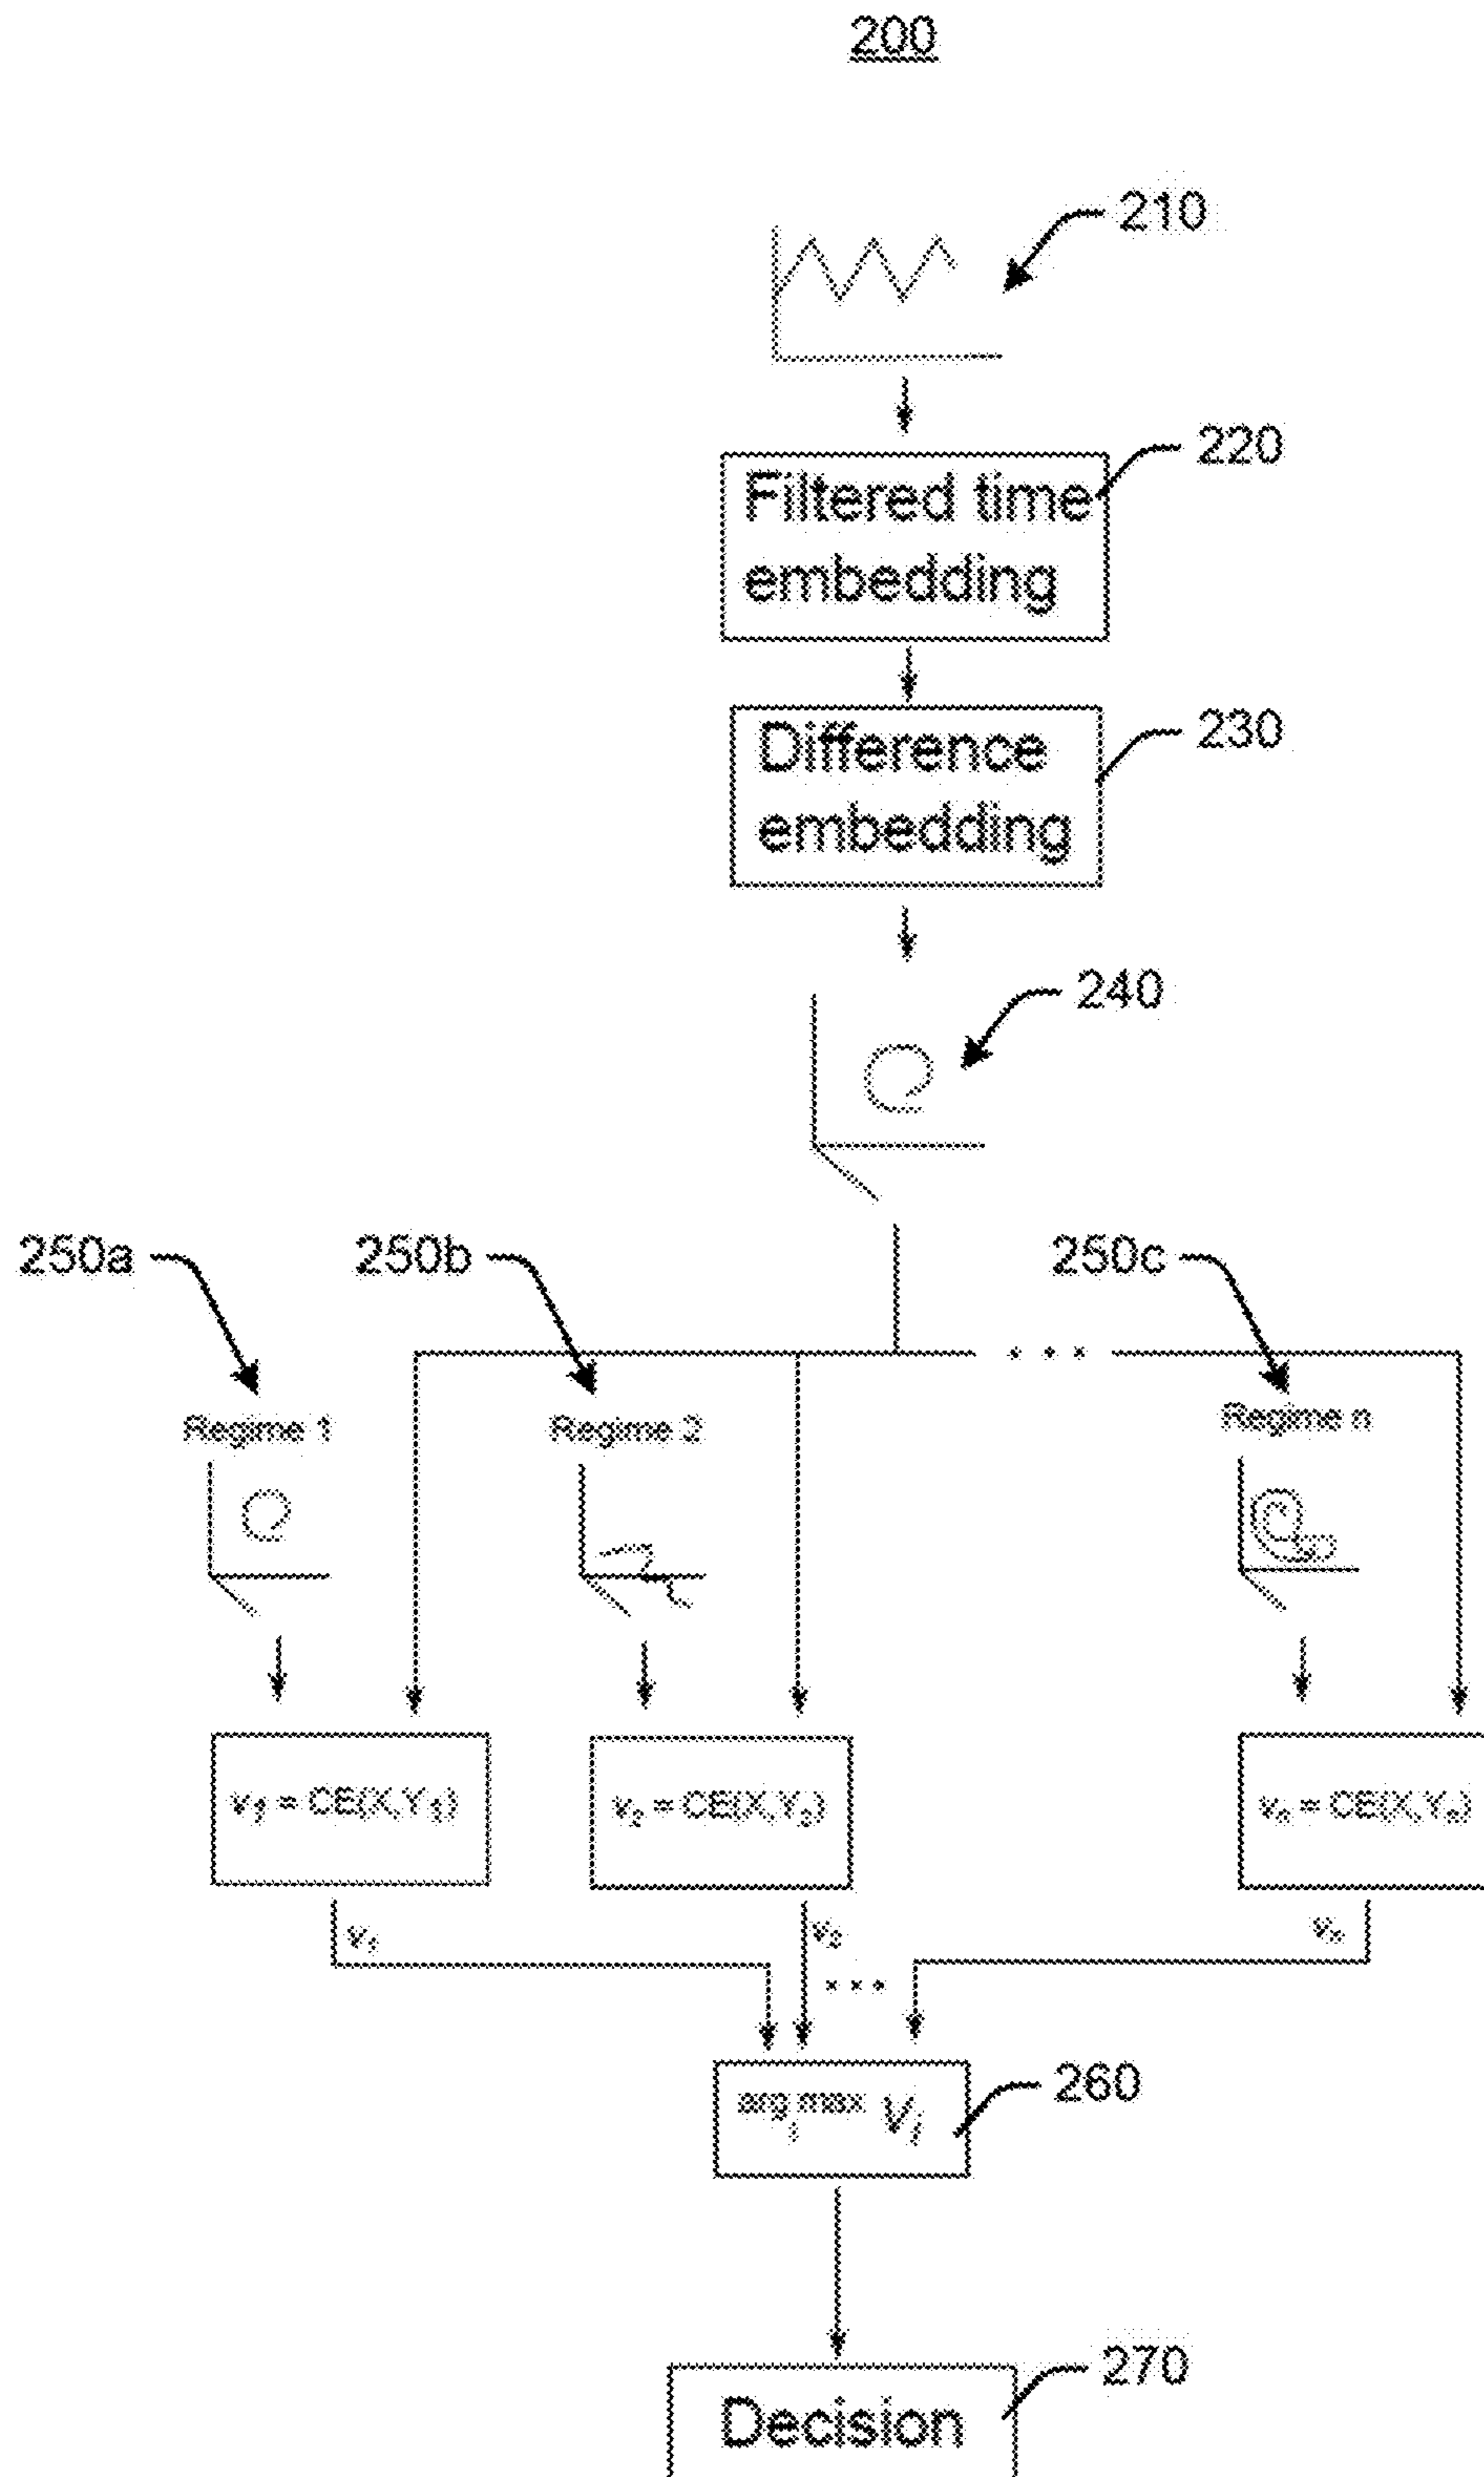 200
210
220
Filtered time
embedding
230
Difference
embedding
240
250a
250b
250c
Regime 1
Regime 2
Regime n
v₁ = CE(X,Y₁)
v₂ = CE(X,Y₂)
vₙ = CE(X,Yₙ)
v₁
v₂
vₙ
...
260
arg max Vᵢ
i
270
Decision